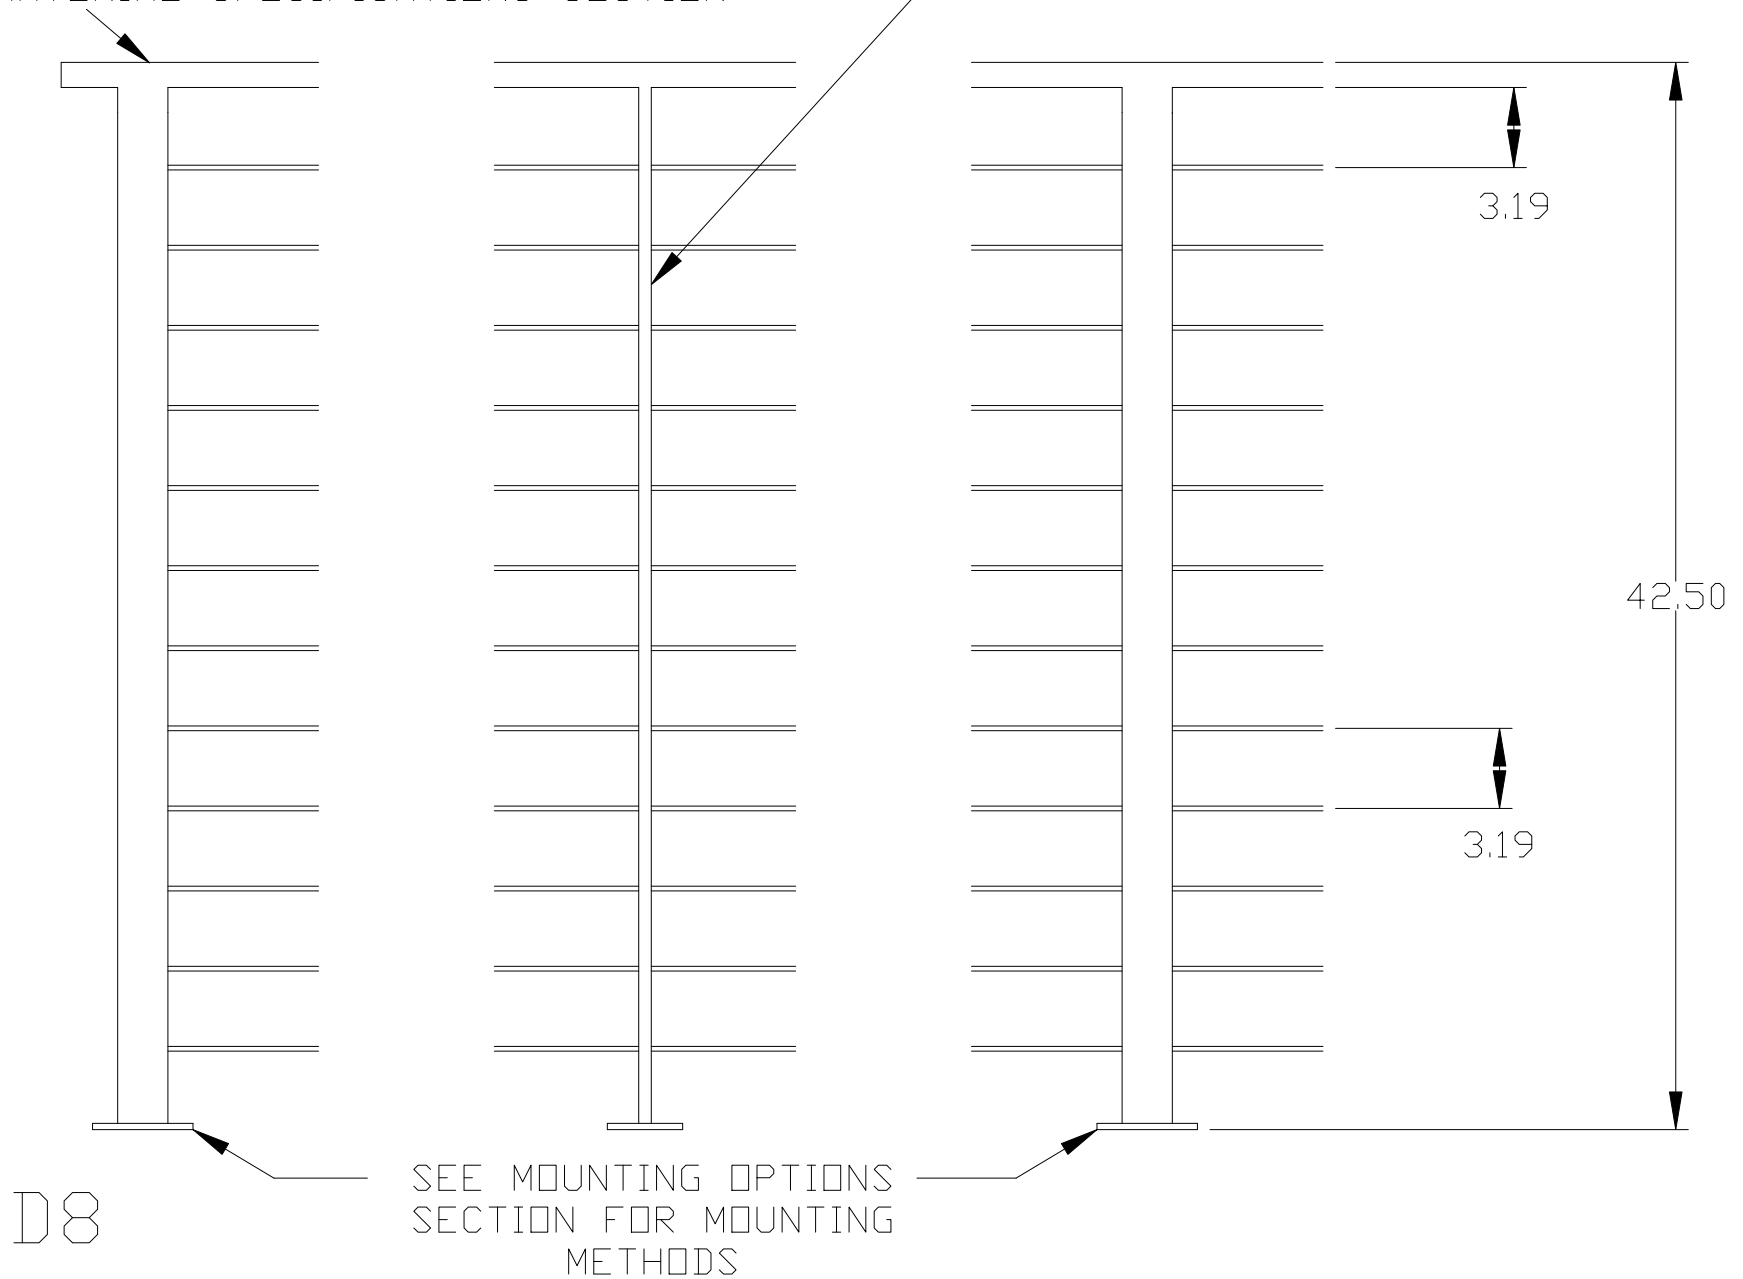 3.19
42.50
3.19
SEE MOUNTING OPTIONS
SECTION FOR MOUNTING
METHODS
D8